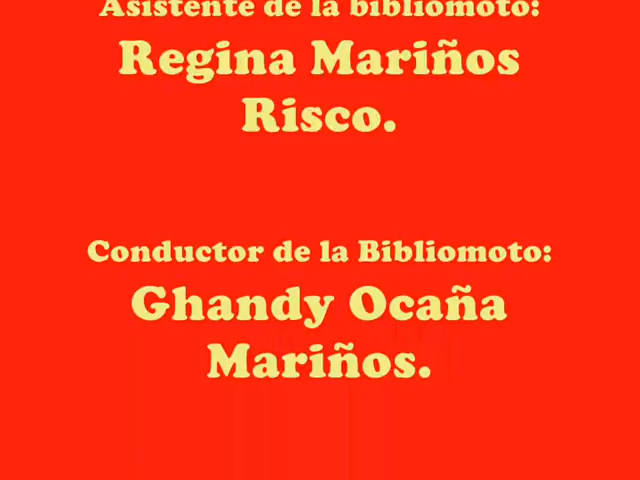 Asistente de la bibliomoto:
Regina Mariños
Risco.
Conductor de la Bibliomoto:
Ghandy Ocaña
Mariños.